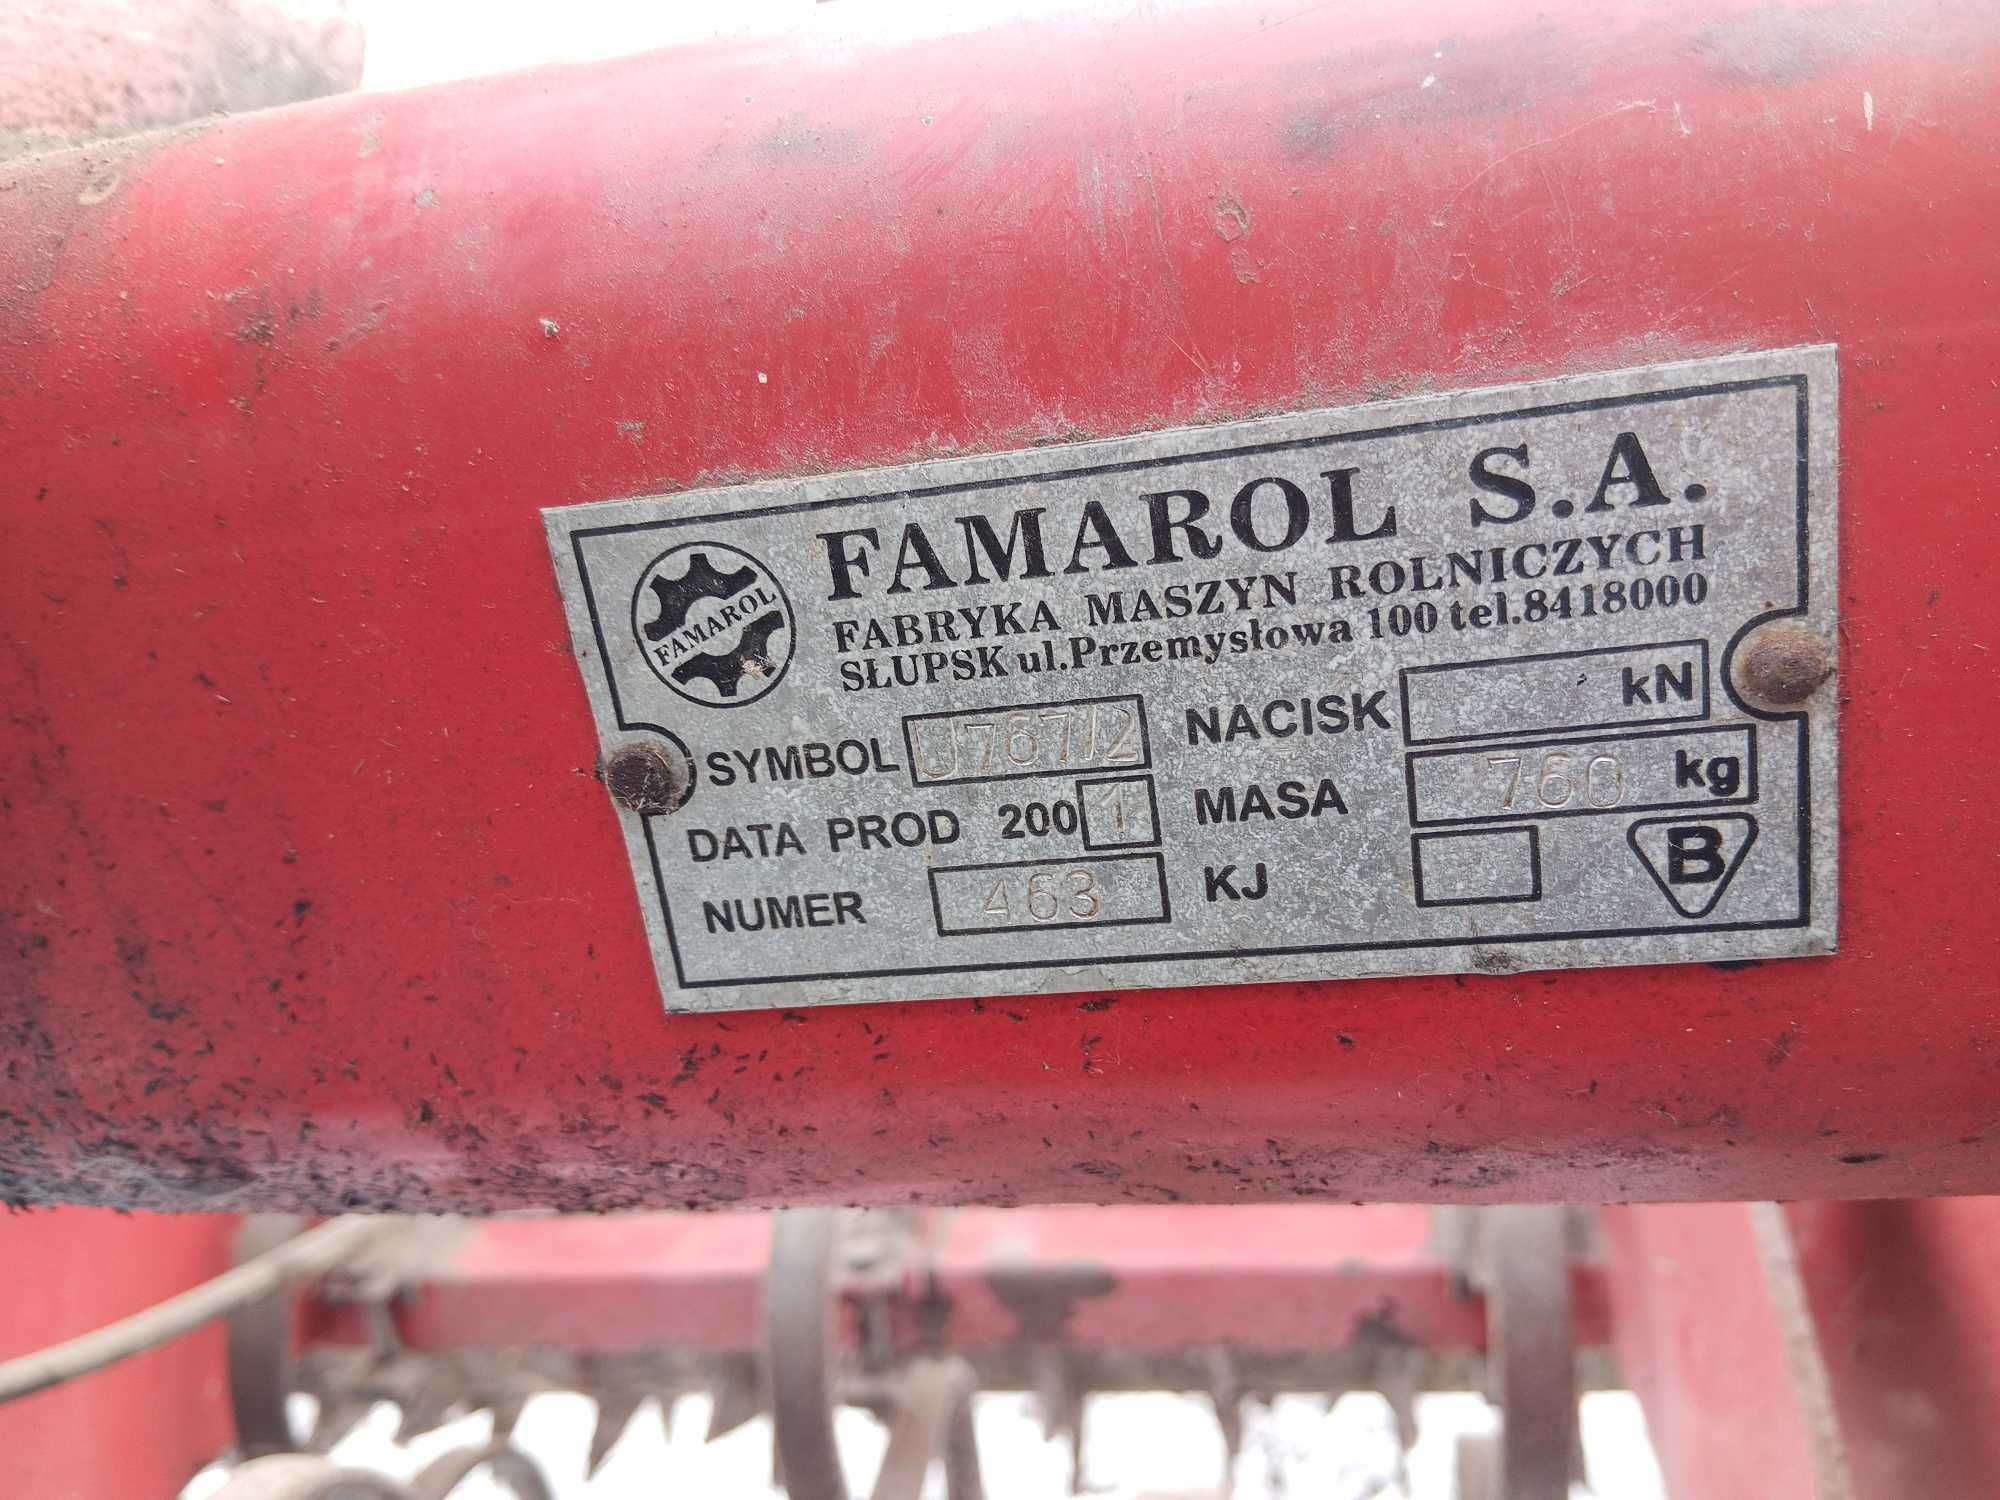 FAMAROL S.A.
FABRYKA MASZYN ROLNICZYCH
SŁUPSK ul.Przemysłowa 100 tel.8418000
FAMAROL
SYMBOL U767/2
NACISK kN
DATA PROD 2001
MASA 760 kg
NUMER 463
KJ
B